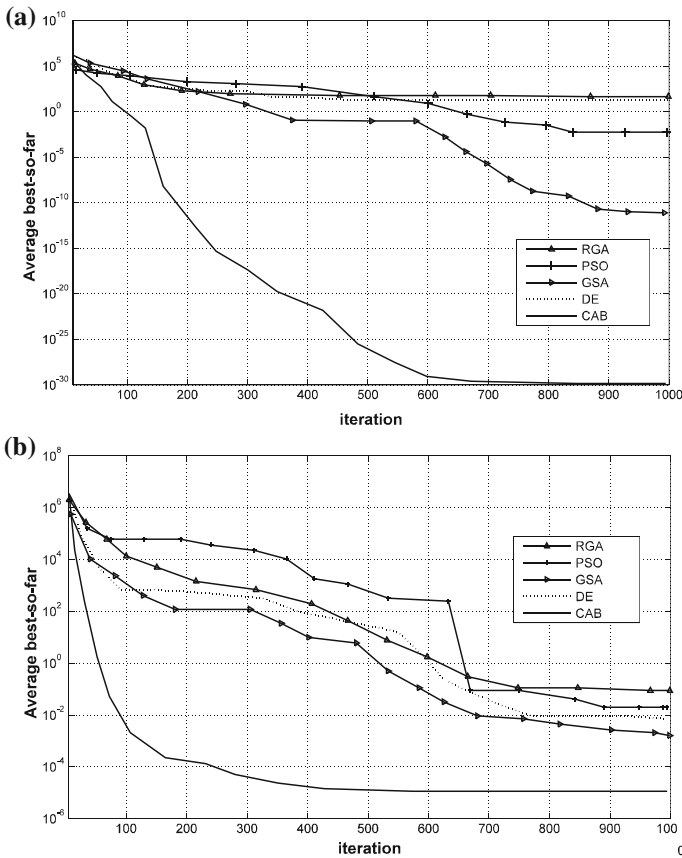 (a)
Average best-so-far
10^10
10^5
10^0
10^-5
10^-10
10^-15
10^-20
10^-25
10^-30
RGA
PSO
GSA
DE
CAB
100 200 300 400 500 600 700 800 900 1000
iteration
(b)
Average best-so-far
10^8
10^6
10^4
10^2
10^0
10^-2
10^-4
10^-6
RGA
PSO
GSA
DE
CAB
100 200 300 400 500 600 700 800 900 100
0
iteration